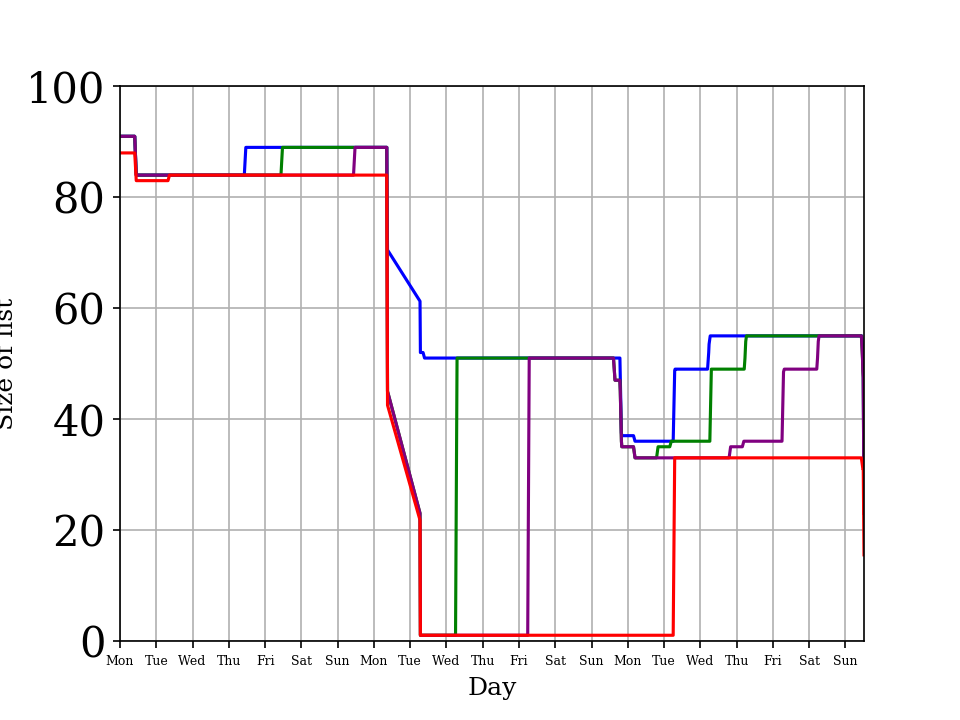 100
80
60
40
20
0
Size of list
Mon Tue Wed Thu Fri Sat Sun Mon Tue Wed Thu Fri Sat Sun Mon Tue Wed Thu Fri Sat Sun
Day